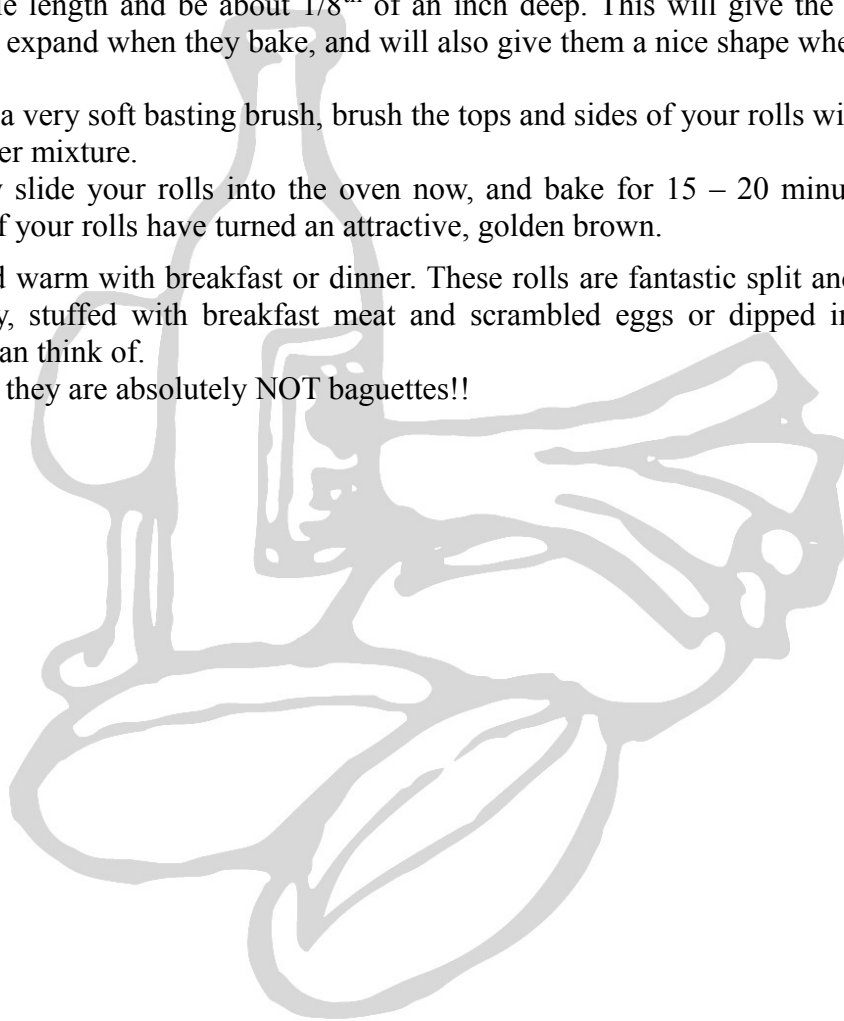 le length and be about 1/8th of an inch deep. This will give the
expand when they bake, and will also give them a nice shape whe
a very soft basting brush, brush the tops and sides of your rolls wi
er mixture.
slide your rolls into the oven now, and bake for 15 – 20 minu
f your rolls have turned an attractive, golden brown.
d warm with breakfast or dinner. These rolls are fantastic split and
y, stuffed with breakfast meat and scrambled eggs or dipped in
an think of.
they are absolutely NOT baguettes!!